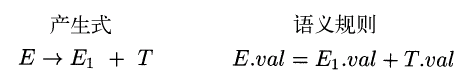 产生式 语义规则
E → E₁ + T E.val = E₁.val + T.val